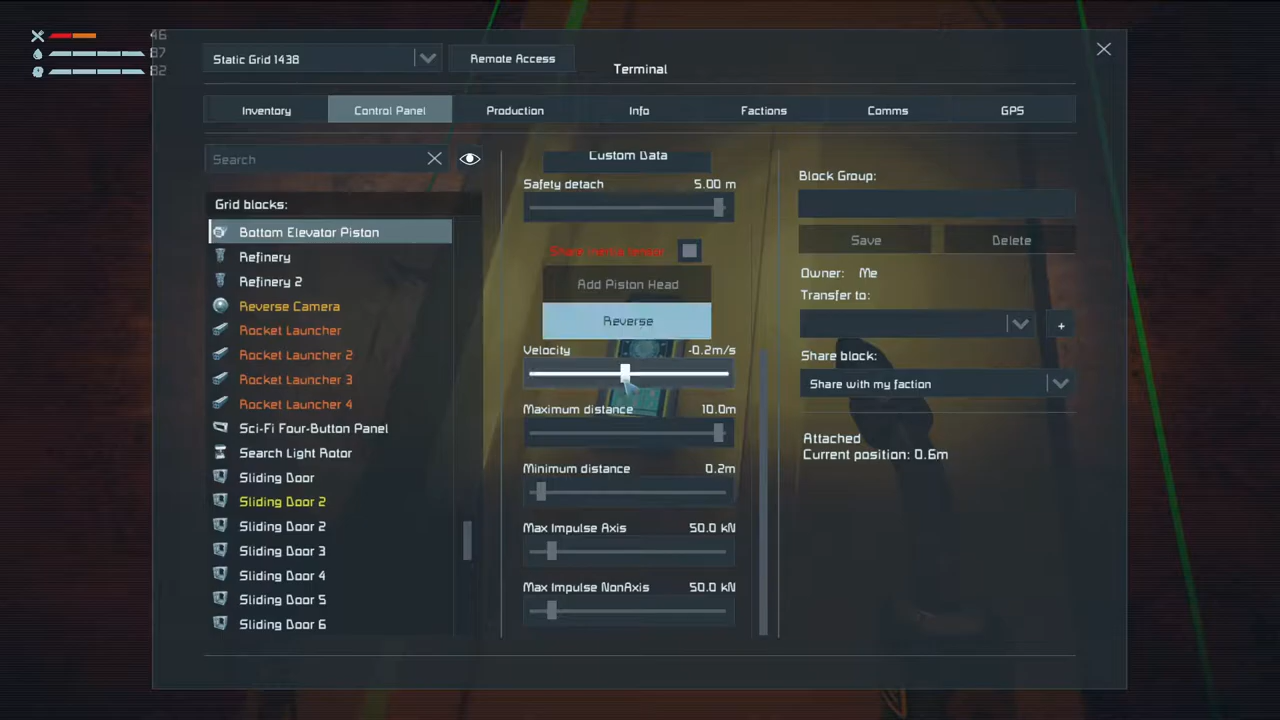 46
87
82
Static Grid 1438
Remote Access
Terminal
Inventory
Control Panel
Production
Info
Factions
Comms
GPS
Search
Grid blocks:
Bottom Elevator Piston
Refinery
Refinery 2
Reverse Camera
Rocket Launcher
Rocket Launcher 2
Rocket Launcher 3
Rocket Launcher 4
Sci-Fi Four-Button Panel
Search Light Rotor
Sliding Door
Sliding Door 2
Sliding Door 2
Sliding Door 3
Sliding Door 4
Sliding Door 5
Sliding Door 6
Custom Data
Safety detach 5.00 m
Share inertia tensor
Add Piston Head
Reverse
Velocity -0.2m/s
Maximum distance 10.0m
Minimum distance 0.2m
Max Impulse Axis 50.0 kN
Max Impulse NonAxis 50.0 kN
Block Group:
Save
Delete
Owner: Me
Transfer to:
+
Share block:
Share with my faction
Attached
Current position: 0.6m